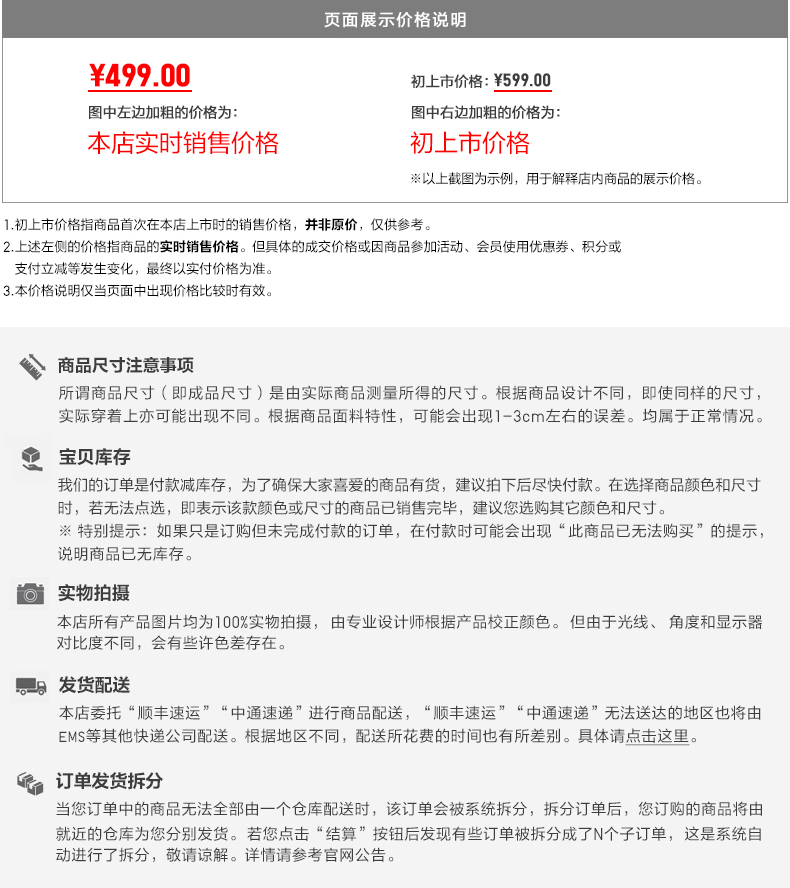 页面展示价格说明
¥499.00
初上市价格：¥599.00
图中左边加粗的价格为：
图中右边加粗的价格为：
本店实时销售价格
初上市价格
※以上截图为示例，用于解释店内商品的展示价格。
1.初上市价格指商品首次在本店上市时的销售价格，并非原价，仅供参考。
2.上述左侧的价格指商品的实时销售价格。但具体的成交价格或因商品参加活动、会员使用优惠券、积分或
支付立减等发生变化，最终以实付价格为准。
3.本价格说明仅当页面中出现价格比较时有效。
商品尺寸注意事项
所谓商品尺寸（即成品尺寸）是由实际商品测量所得的尺寸。根据商品设计不同，即使同样的尺寸，
实际穿着上亦可能出现不同。根据商品面料特性，可能会出现1-3cm左右的误差。均属于正常情况。
宝贝库存
我们的订单是付款减库存，为了确保大家喜爱的商品有货，建议拍下后尽快付款。在选择商品颜色和尺寸
时，若无法点选，即表示该款颜色或尺寸的商品已销售完毕，建议您选购其它颜色和尺寸。
※ 特别提示：如果只是订购但未完成付款的订单，在付款时可能会出现“此商品已无法购买”的提示，
说明商品已无库存。
实物拍摄
本店所有产品图片均为100%实物拍摄，由专业设计师根据产品校正颜色。但由于光线、角度和显示器
对比度不同，会有些许色差存在。
发货配送
本店委托“顺丰速运”“中通速递”进行商品配送，“顺丰速运”“中通速递”无法送达的地区也将由
EMS等其他快递公司配送。根据地区不同，配送所花费的时间也有所差别。具体请点击这里。
订单发货拆分
当您订单中的商品无法全部由一个仓库配送时，该订单会被系统拆分，拆分订单后，您订购的商品将由
就近的仓库为您分别发货。若您点击“结算”按钮后发现有些订单被拆分成了N个子订单，这是系统自
动进行了拆分，敬请谅解。详情请参考官网公告。